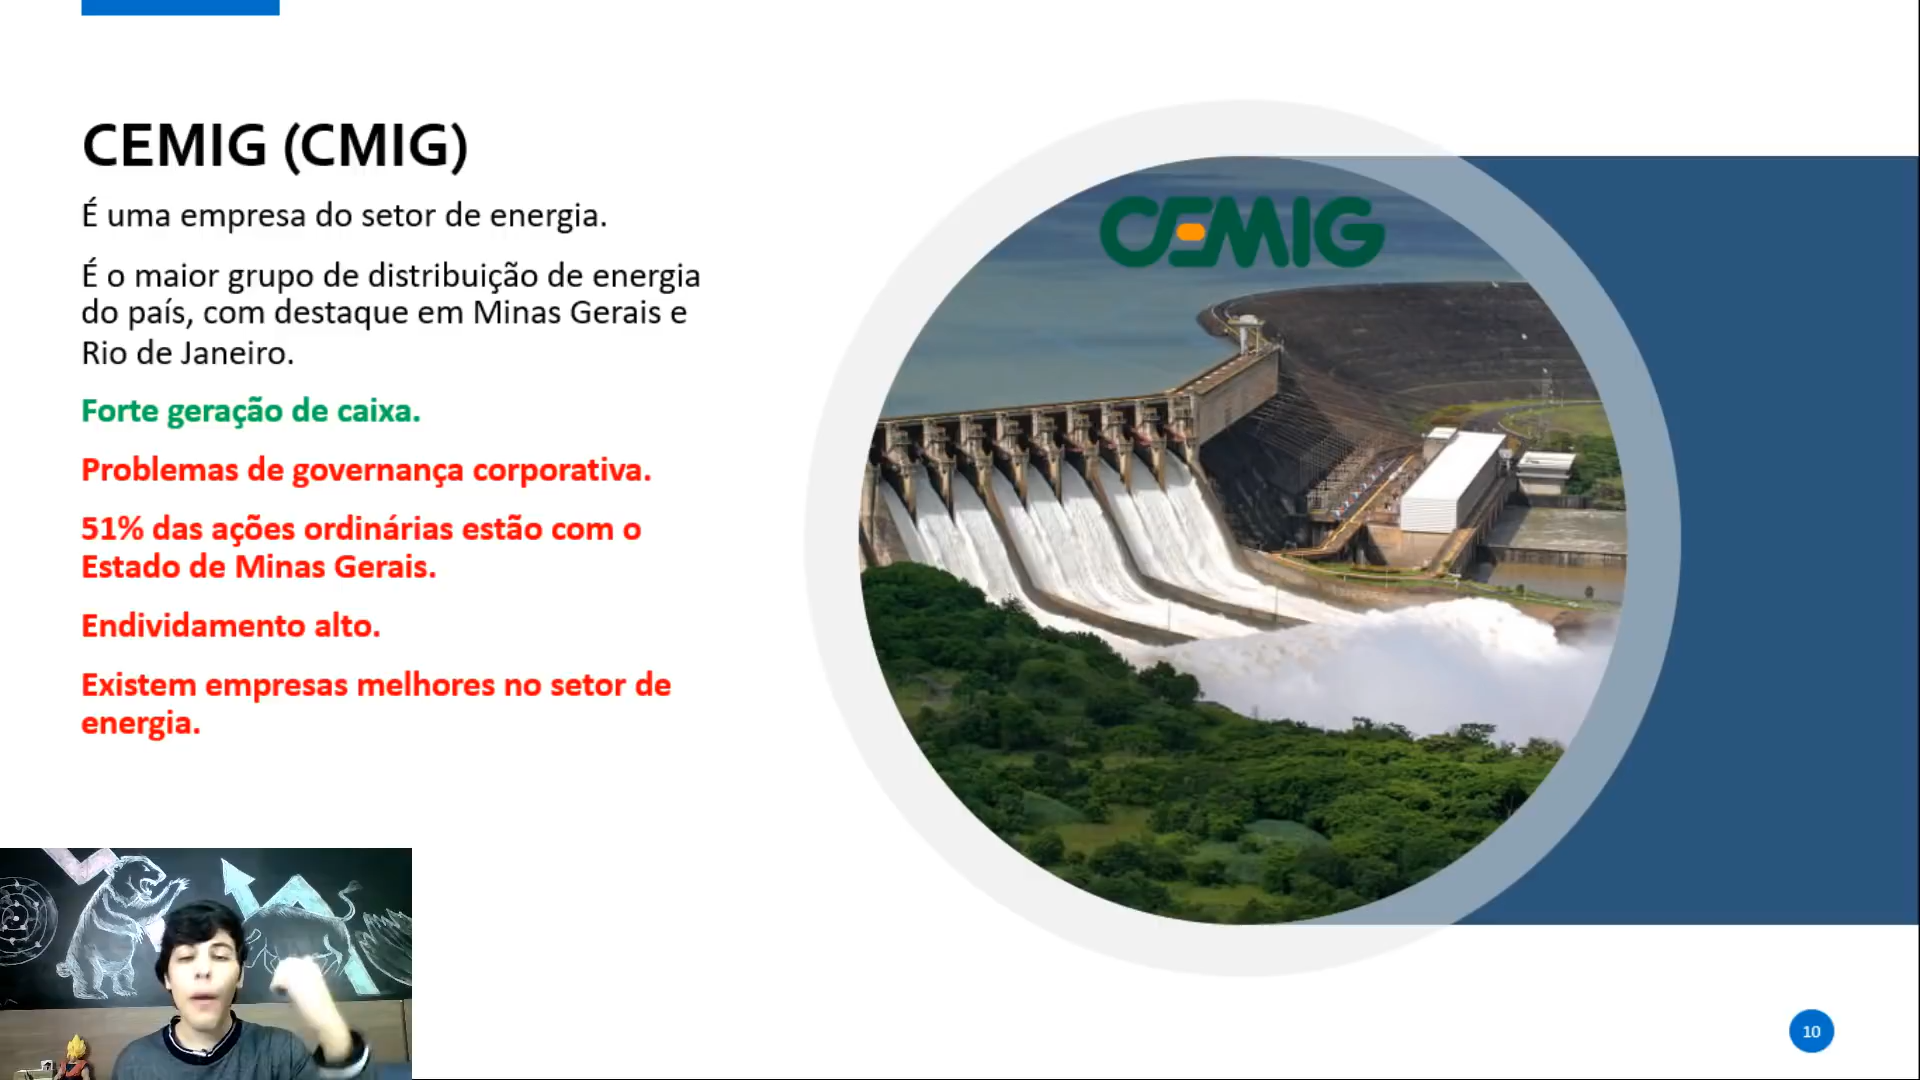 CEMIG (CMIG)
É uma empresa do setor de energia.
É o maior grupo de distribuição de energia
do país, com destaque em Minas Gerais e
Rio de Janeiro.
Forte geração de caixa.
Problemas de governança corporativa.
51% das ações ordinárias estão com o
Estado de Minas Gerais.
Endividamento alto.
Existem empresas melhores no setor de
energia.
CEMIG
10